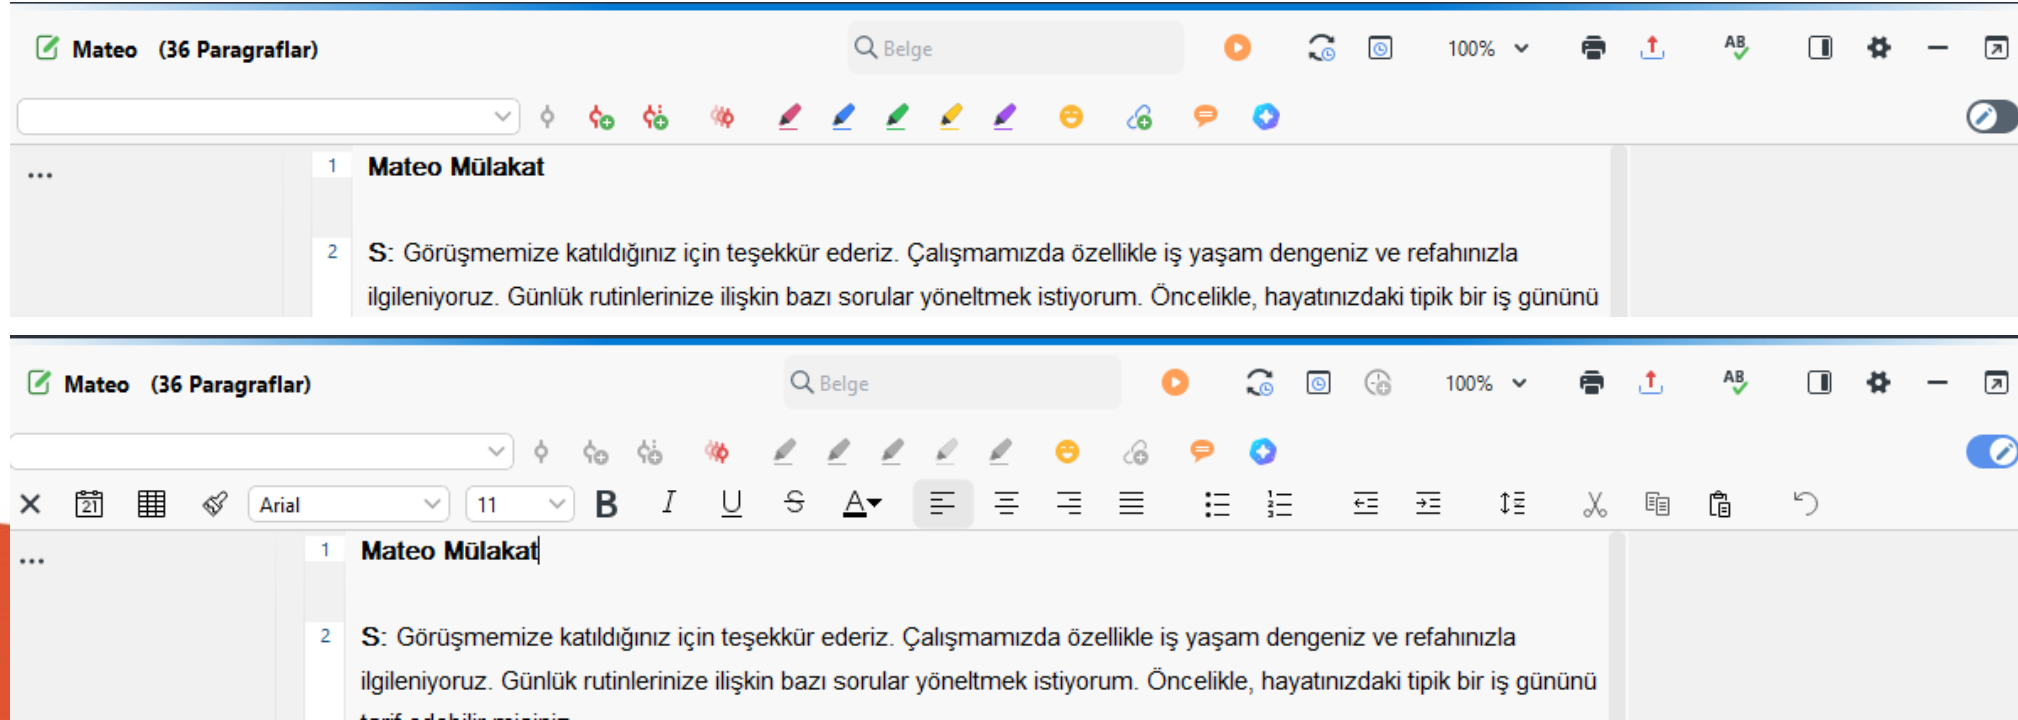 Mateo (36 Paragraflar)
Belge
100%
AB
1 Mateo Mülakat
2 S: Görüşmemize katıldığınız için teşekkür ederiz. Çalışmamızda özellikle iş yaşam dengeniz ve refahınızla
ilgileniyoruz. Günlük rutinlerinize ilişkin bazı sorular yöneltmek istiyorum. Öncelikle, hayatınızdaki tipik bir iş gününü
Mateo (36 Paragraflar)
Belge
100%
AB
21
Arial
11
B I U S A
1 Mateo Mülakat
2 S: Görüşmemize katıldığınız için teşekkür ederiz. Çalışmamızda özellikle iş yaşam dengeniz ve refahınızla
ilgileniyoruz. Günlük rutinlerinize ilişkin bazı sorular yöneltmek istiyorum. Öncelikle, hayatınızdaki tipik bir iş gününü